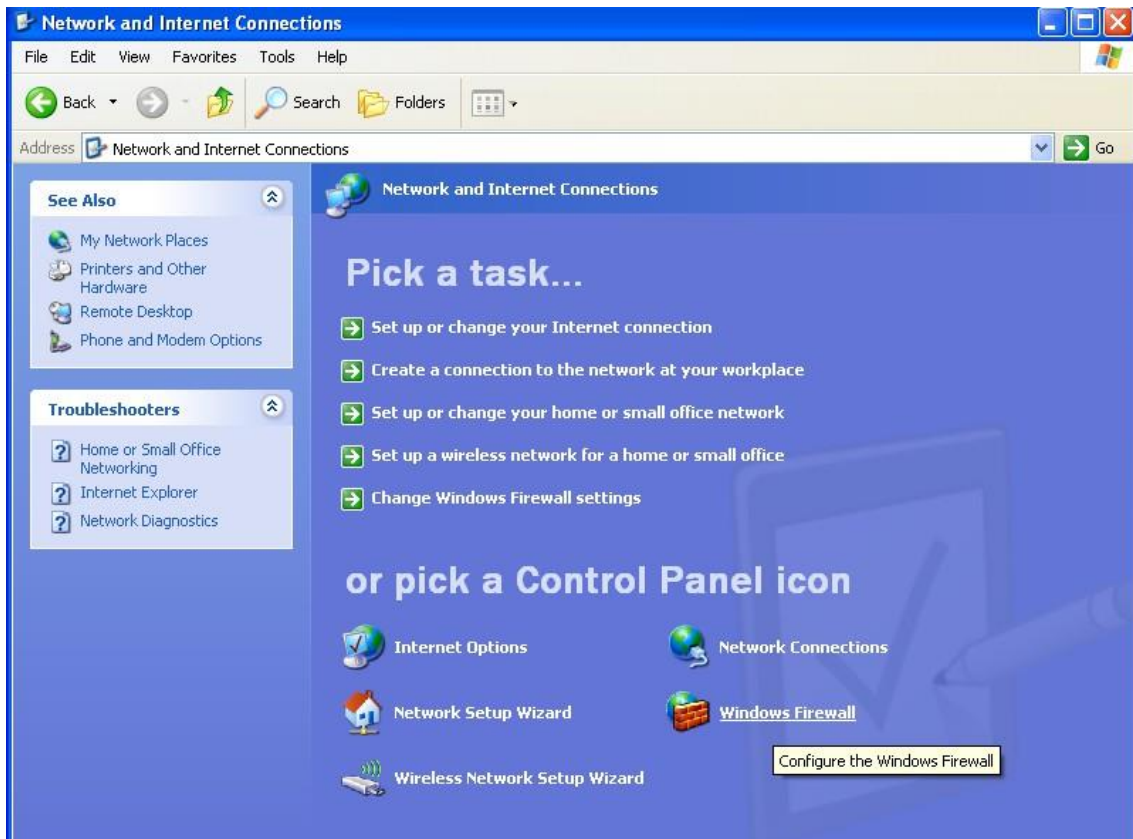 Network and Internet Connections
File Edit View Favorites Tools Help
Back Search Folders
Address Network and Internet Connections Go
See Also
My Network Places
Printers and Other
Hardware
Remote Desktop
Phone and Modem Options
Troubleshooters
Home or Small Office
Networking
Internet Explorer
Network Diagnostics
Network and Internet Connections
Pick a task...
Set up or change your Internet connection
Create a connection to the network at your workplace
Set up or change your home or small office network
Set up a wireless network for a home or small office
Change Windows Firewall settings
or pick a Control Panel icon
Internet Options
Network Connections
Network Setup Wizard
Windows Firewall
Configure the Windows Firewall
Wireless Network Setup Wizard